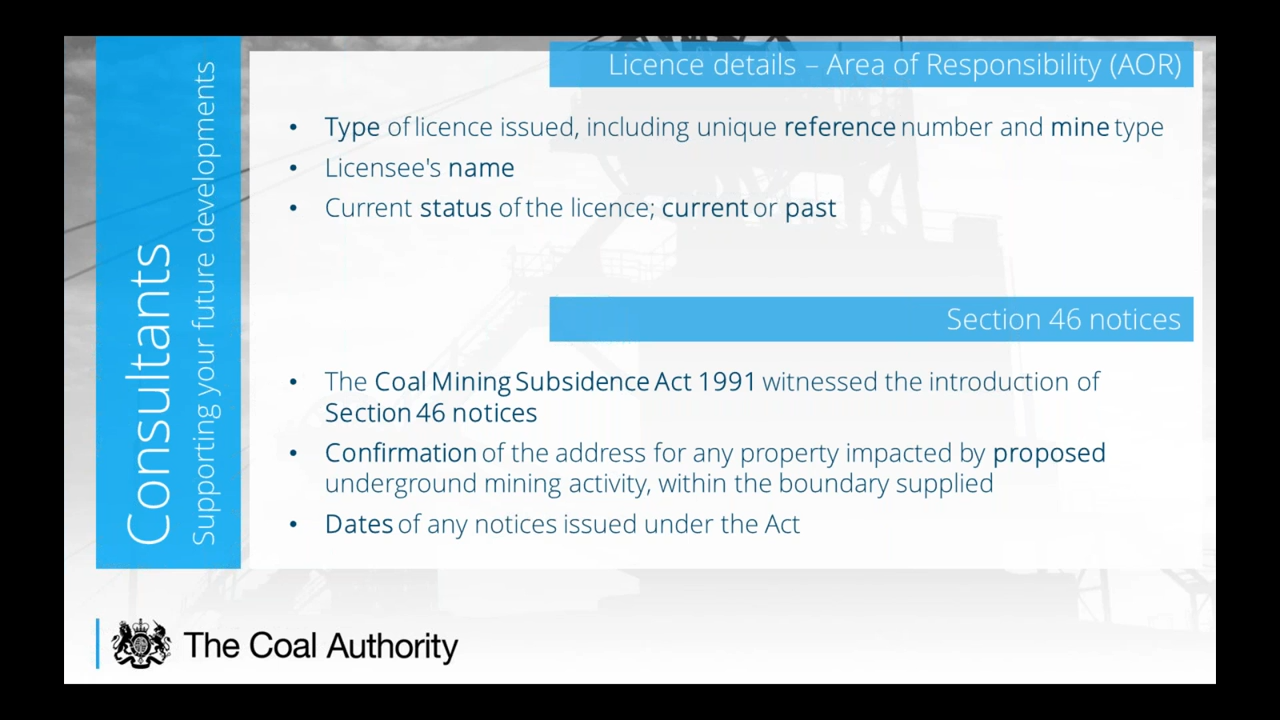 Consultants
Supporting your future developments
Licence details – Area of Responsibility (AOR)
• Type of licence issued, including unique reference number and mine type
• Licensee's name
• Current status of the licence; current or past
Section 46 notices
• The Coal Mining Subsidence Act 1991 witnessed the introduction of
Section 46 notices
• Confirmation of the address for any property impacted by proposed
underground mining activity, within the boundary supplied
• Dates of any notices issued under the Act
The Coal Authority